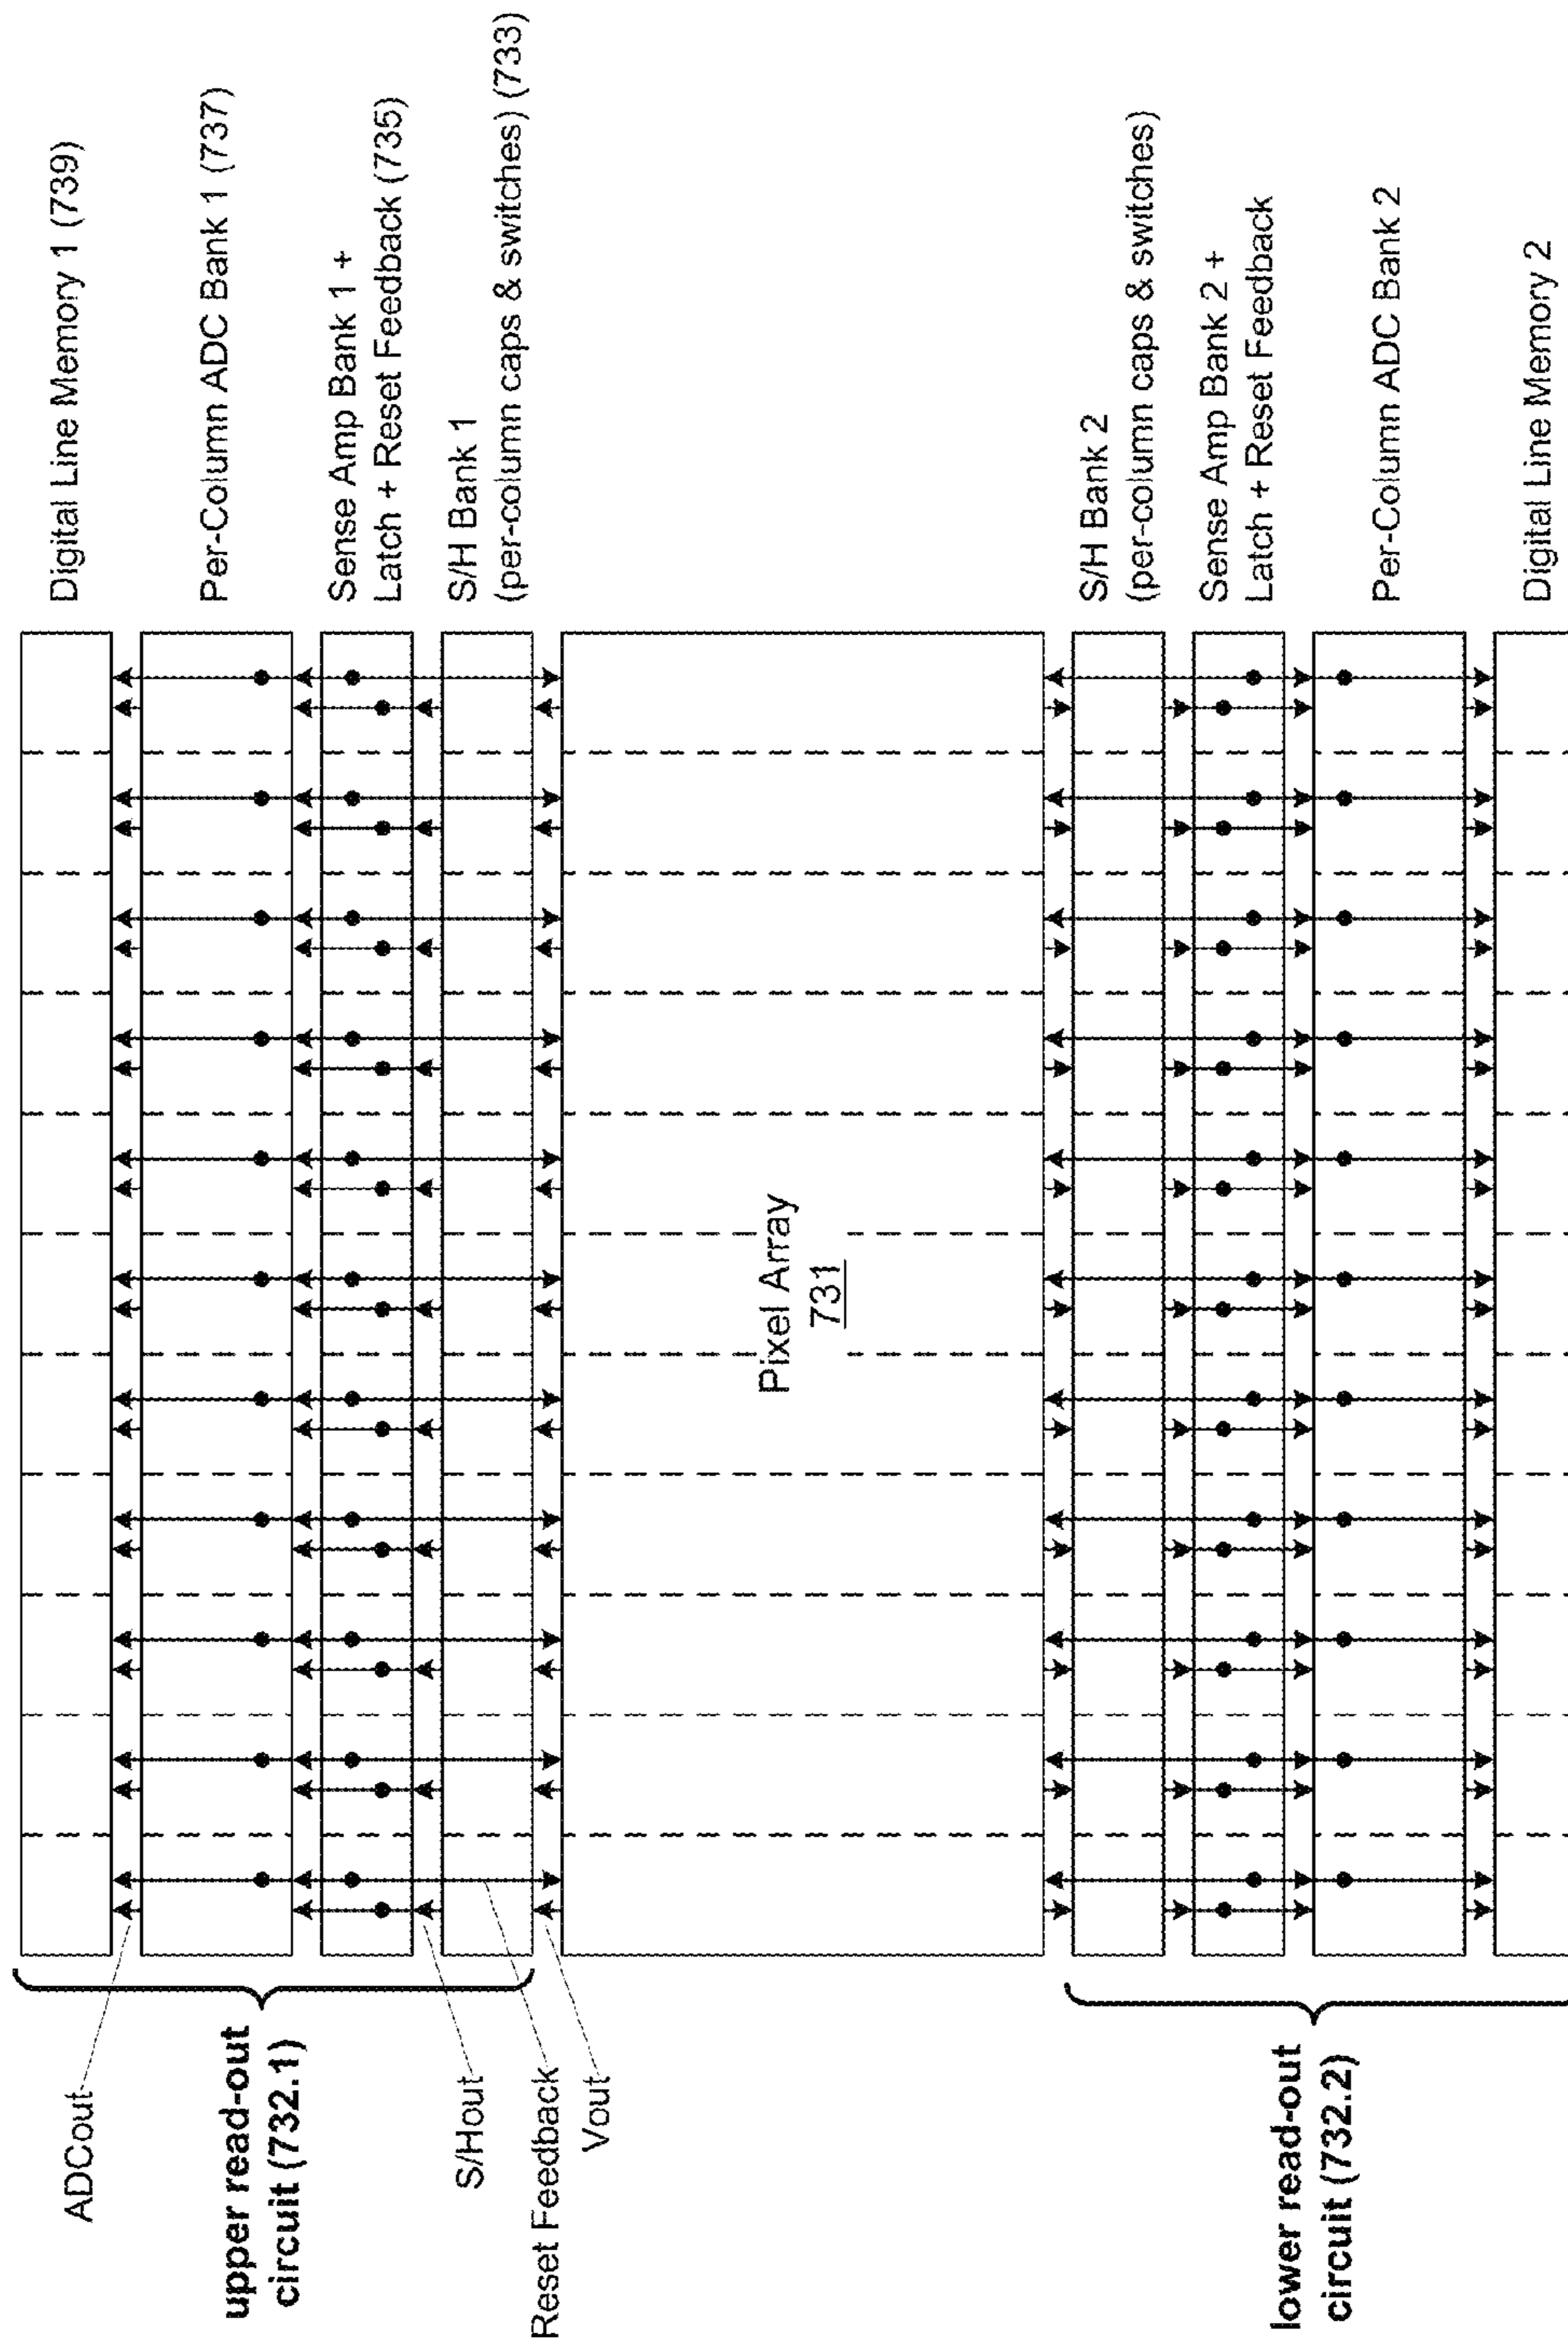 Digital Line Memory 1 (739)
Per-Column ADC Bank 1 (737)
Sense Amp Bank 1 +
Latch + Reset Feedback (735)
S/H Bank 1
(per-column caps & switches) (733)
ADCout
upper read-out
circuit (732.1)
S/Hout
Reset Feedback
Vout
Pixel Array
731
S/H Bank 2
(per-column caps & switches)
Sense Amp Bank 2 +
Latch + Reset Feedback
Per-Column ADC Bank 2
Digital Line Memory 2
lower read-out
circuit (732.2)